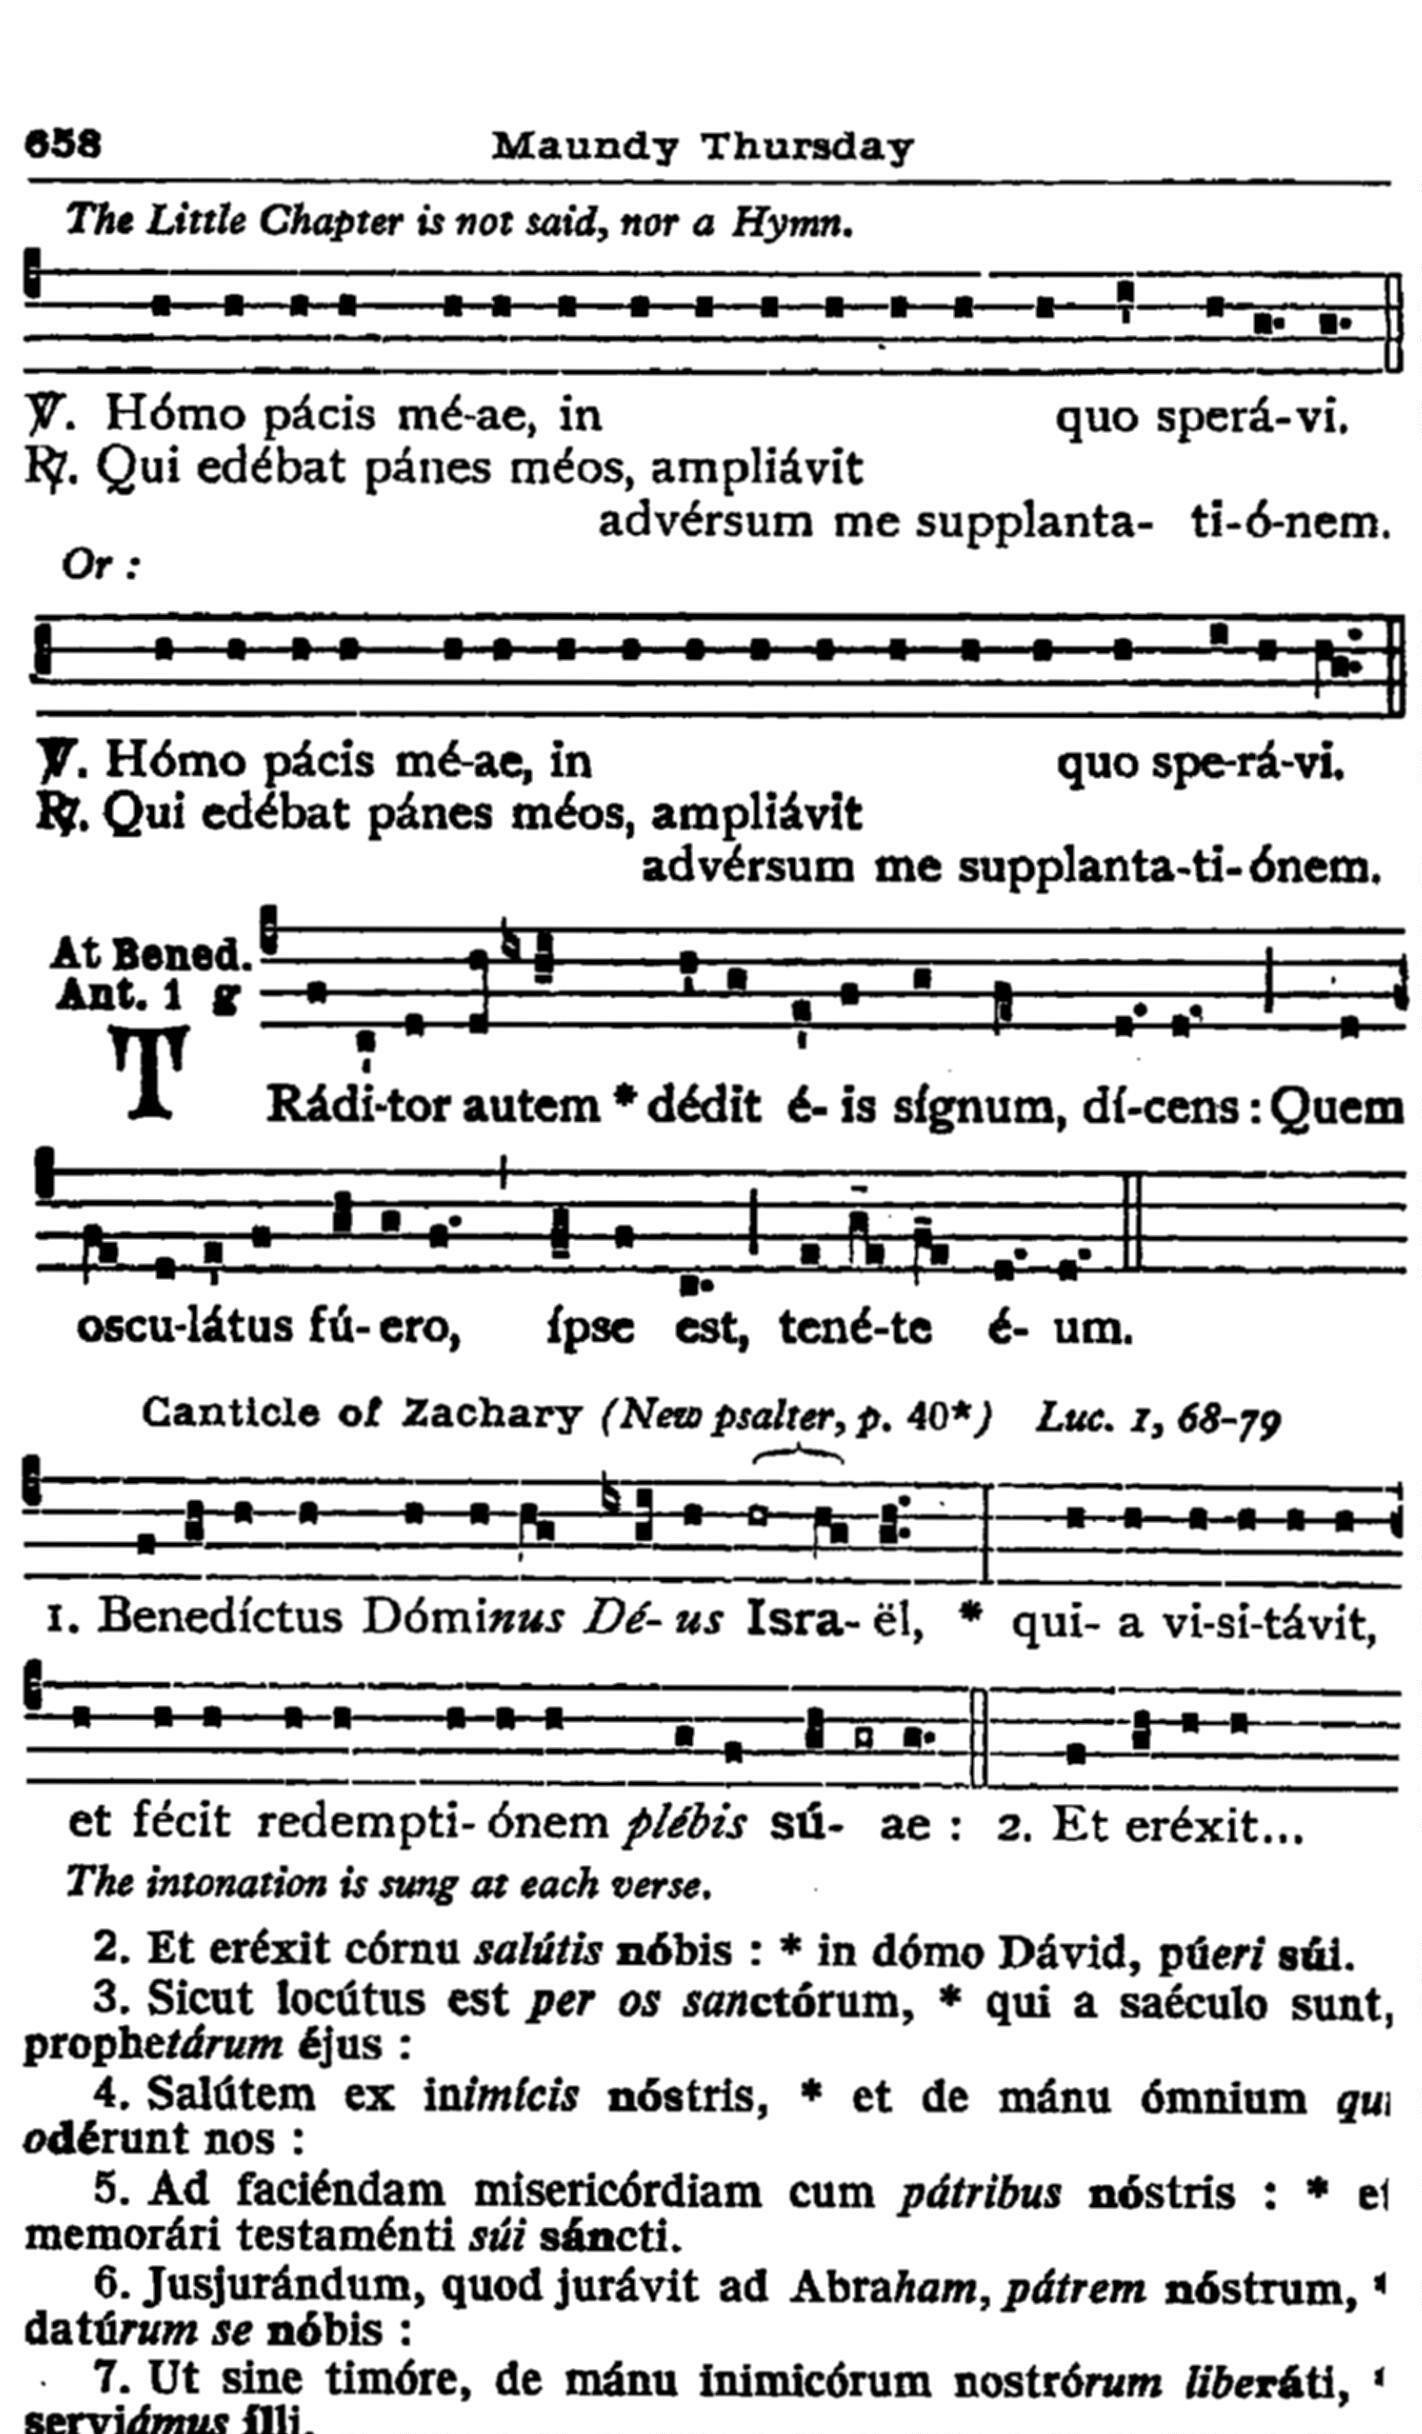 658 Maundy Thursday
The Little Chapter is not said, nor a Hymn.
℣. Hómo pácis mé-ae, in quo sperá-vi.
℟. Qui edébat pánes méos, ampliávit
advérsum me supplanta- ti-ó-nem.
Or :
℣. Hómo pácis mé-ae, in quo spe-rá-vi.
℟. Qui edébat pánes méos, ampliávit
advérsum me supplanta-ti-ónem.
At Bened.
Ant. 1 g
TRádi-tor autem * dédit é- is sígnum, dí-cens : Quem
oscu-látus fú- ero, ípse est, tené-te é- um.
Canticle of Zachary (New psalter, p. 40*) Luc. 1, 68-79
1. Benedíctus Dóminus Dé- us Isra- ël, * qui- a vi-si-távit,
et fécit redempti- ónem plébis sú- ae : 2. Et eréxit...
The intonation is sung at each verse.
2. Et eréxit córnu salútis nóbis : * in dómo Dávid, púeri súi.
3. Sicut locútus est per os sanctórum, * qui a saéculo sunt,
prophetárum éjus :
4. Salútem ex inimícis nóstris, * et de mánu ómnium qui
odérunt nos :
5. Ad faciéndam misericórdiam cum pátribus nóstris : * et
memorári testaménti súi sáncti.
6. Jusjurándum, quod jurávit ad Abraham, pátrem nóstrum, *
datúrum se nóbis :
7. Ut sine timóre, de mánu inimicórum nostrórum liberáti, *
serviámus ílli.